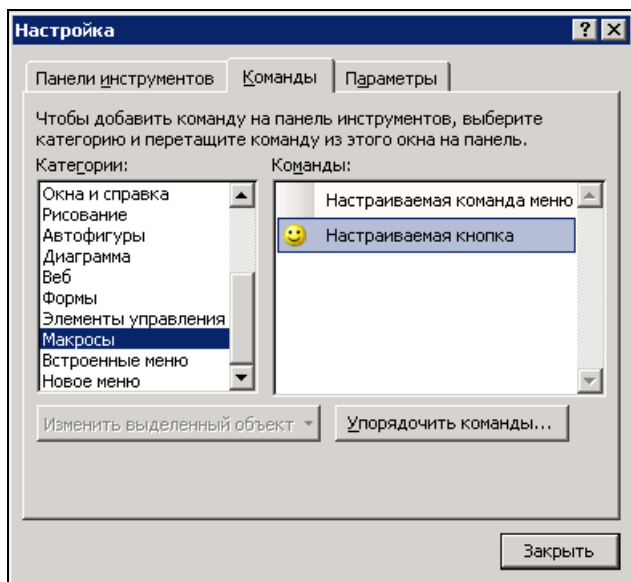 Настройка
Панели инструментов
Команды
Параметры
Чтобы добавить команду на панель инструментов, выберите
категорию и перетащите команду из этого окна на панель.
Категории:
Команды:
Окна и справка
Рисование
Автофигуры
Диаграмма
Веб
Формы
Элементы управления
Макросы
Встроенные меню
Новое меню
Настраиваемая команда меню
Настраиваемая кнопка
Изменить выделенный объект
Упорядочить команды...
Закрыть